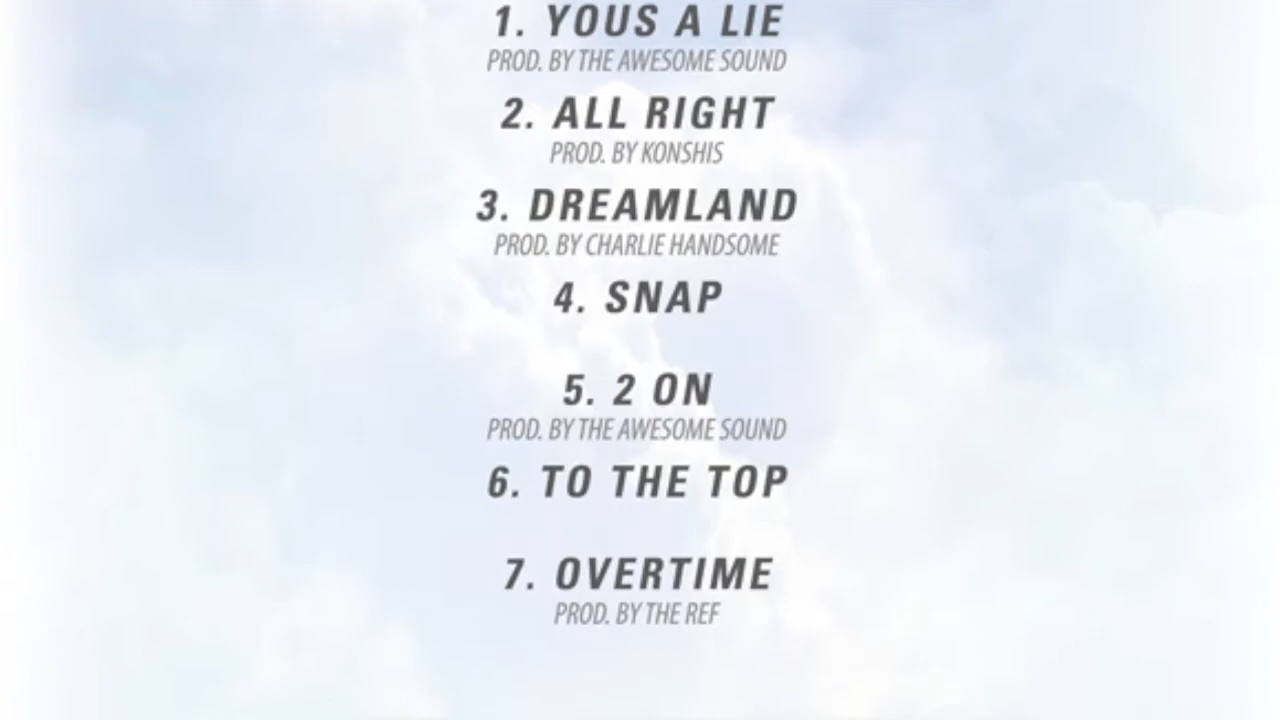 1. YOUS A LIE
PROD. BY THE AWESOME SOUND
2. ALL RIGHT
PROD. BY KONSHIS
3. DREAMLAND
PROD. BY CHARLIE HANDSOME
4. SNAP
5. 2 ON
PROD. BY THE AWESOME SOUND
6. TO THE TOP
7. OVERTIME
PROD. BY THE REF